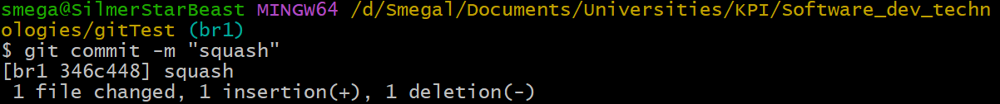 smega@SilmerStarBeast MINGW64 /d/Smegal/Documents/Universities/KPI/Software_dev_techn
ologies/gitTest (br1)
$ git commit -m "squash"
[br1 346c448] squash
 1 file changed, 1 insertion(+), 1 deletion(-)